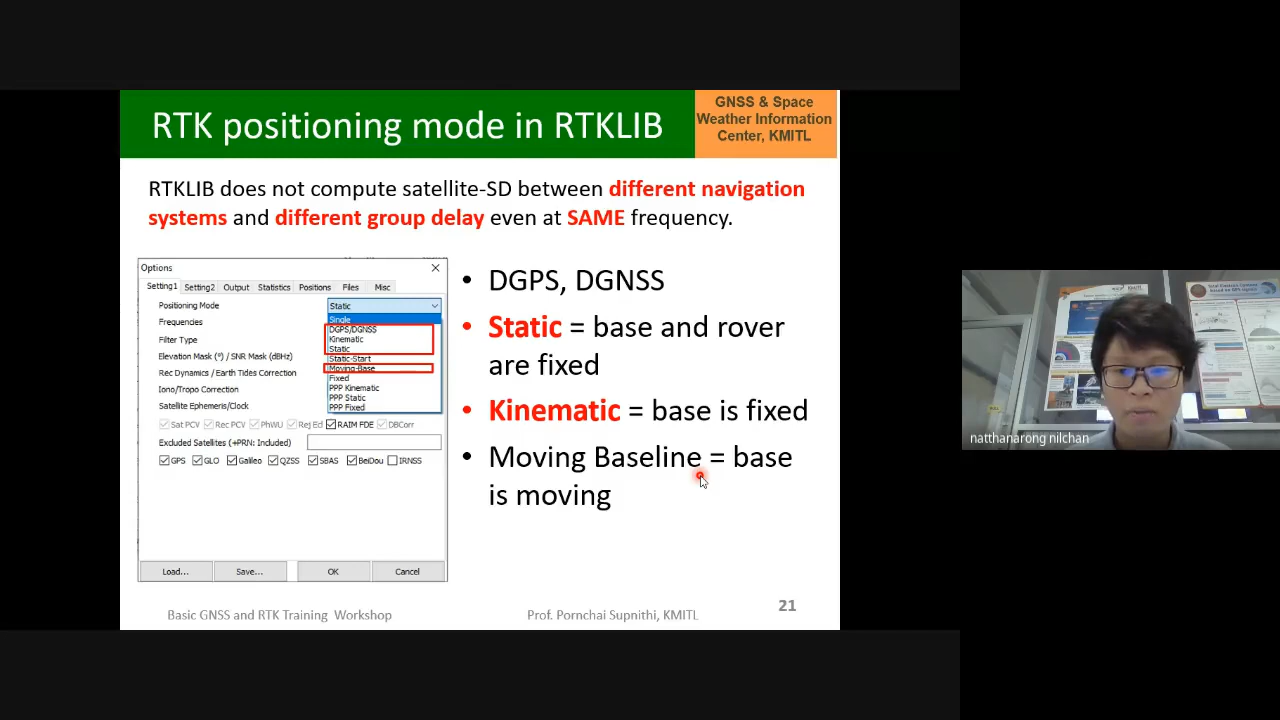 RTK positioning mode in RTKLIB
GNSS & Space
Weather Information
Center, KMITL
RTKLIB does not compute satellite-SD between different navigation
systems and different group delay even at SAME frequency.
Options
Setting1 Setting2 Output Statistics Positions Files Misc
Positioning Mode Static
Single
Frequencies
DGPS/DGNSS
Kinematic
Filter Type
Static
Elevation Mask (°) / SNR Mask (dBHz)
Static-Start
Moving-Base
Rec Dynamics / Earth Tides Correction
Fixed
Iono/Tropo Correction
PPP Kinematic
PPP Static
Satellite Ephemeris/Clock
PPP Fixed
Sat PCV Rec PCV PhWU Rej Ed RAIM FDE DBCorr
Excluded Satellites (+PRN: Included)
GPS GLO Galileo QZSS SBAS BeiDou IRNSS
Load... Save... OK Cancel
• DGPS, DGNSS
• Static = base and rover
are fixed
• Kinematic = base is fixed
• Moving Baseline = base
is moving
Basic GNSS and RTK Training Workshop
Prof. Pornchai Supnithi, KMITL
21
natthanarong nilchan